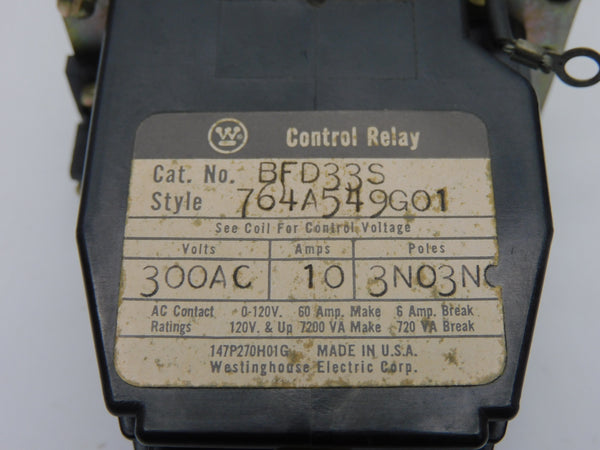 W
Control Relay
Cat. No. BFD33S
Style 764A549G01
See Coil For Control Voltage
Volts Amps Poles
300AC 10 3NO3NC
AC Contact 0-120V. 60 Amp. Make 6 Amp. Break
Ratings 120V. & Up 7200 VA Make 720 VA Break
147P270H01G MADE IN U.S.A.
Westinghouse Electric Corp.